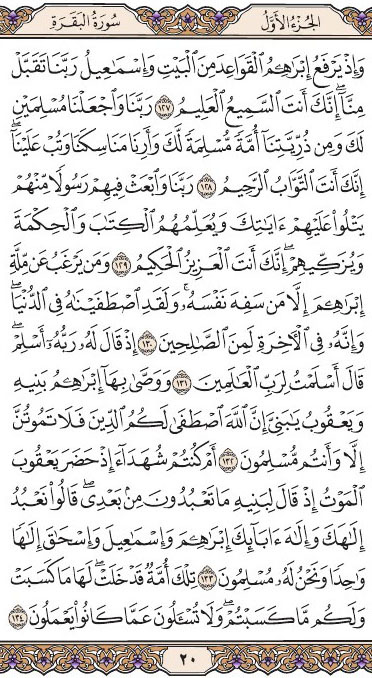 الجُزْءُ الأَوَّلُ سُورَةُ البَقَرَةِ
وَإِذْ يَرْفَعُ إِبْرَٰهِـۧمُ ٱلْقَوَاعِدَ مِنَ ٱلْبَيْتِ وَإِسْمَـٰعِيلُ رَبَّنَا تَقَبَّلْ
مِنَّآ ۖ إِنَّكَ أَنتَ ٱلسَّمِيعُ ٱلْعَلِيمُ ١٢٧ رَبَّنَا وَٱجْعَلْنَا مُسْلِمَيْنِ
لَكَ وَمِن ذُرِّيَّتِنَآ أُمَّةً مُّسْلِمَةً لَّكَ وَأَرِنَا مَنَاسِكَنَا وَتُبْ عَلَيْنَآ ۖ
إِنَّكَ أَنتَ ٱلتَّوَّابُ ٱلرَّحِيمُ ١٢٨ رَبَّنَا وَٱبْعَثْ فِيهِمْ رَسُولًا مِّنْهُمْ
يَتْلُوا۟ عَلَيْهِمْ ءَايَـٰتِكَ وَيُعَلِّمُهُمُ ٱلْكِتَـٰبَ وَٱلْحِكْمَةَ
وَيُزَكِّيهِمْ ۚ إِنَّكَ أَنتَ ٱلْعَزِيزُ ٱلْحَكِيمُ ١٢٩ وَمَن يَرْغَبُ عَن مِّلَّةِ
إِبْرَٰهِـۧمَ إِلَّا مَن سَفِهَ نَفْسَهُۥ ۚ وَلَقَدِ ٱصْطَفَيْنَـٰهُ فِى ٱلدُّنْيَا ۖ
وَإِنَّهُۥ فِى ٱلْـَٔاخِرَةِ لَمِنَ ٱلصَّـٰلِحِينَ ١٣٠ إِذْ قَالَ لَهُۥ رَبُّهُۥٓ أَسْلِمْ ۖ
قَالَ أَسْلَمْتُ لِرَبِّ ٱلْعَـٰلَمِينَ ١٣١ وَوَصَّىٰ بِهَآ إِبْرَٰهِـۧمُ بَنِيهِ
وَيَعْقُوبُ يَـٰبَنِىَّ إِنَّ ٱللَّهَ ٱصْطَفَىٰ لَكُمُ ٱلدِّينَ فَلَا تَمُوتُنَّ
إِلَّا وَأَنتُم مُّسْلِمُونَ ١٣٢ أَمْ كُنتُمْ شُهَدَآءَ إِذْ حَضَرَ يَعْقُوبَ
ٱلْمَوْتُ إِذْ قَالَ لِبَنِيهِ مَا تَعْبُدُونَ مِنۢ بَعْدِى قَالُوا۟ نَعْبُدُ
إِلَـٰهَكَ وَإِلَـٰهَ ءَابَآئِكَ إِبْرَٰهِـۧمَ وَإِسْمَـٰعِيلَ وَإِسْحَـٰقَ إِلَـٰهًا
وَٰحِدًا وَنَحْنُ لَهُۥ مُسْلِمُونَ ١٣٣ تِلْكَ أُمَّةٌ قَدْ خَلَتْ ۖ لَهَا مَا كَسَبَتْ
وَلَكُم مَّا كَسَبْتُمْ ۖ وَلَا تُسْـَٔلُونَ عَمَّا كَانُوا۟ يَعْمَلُونَ ١٣٤
٢٠